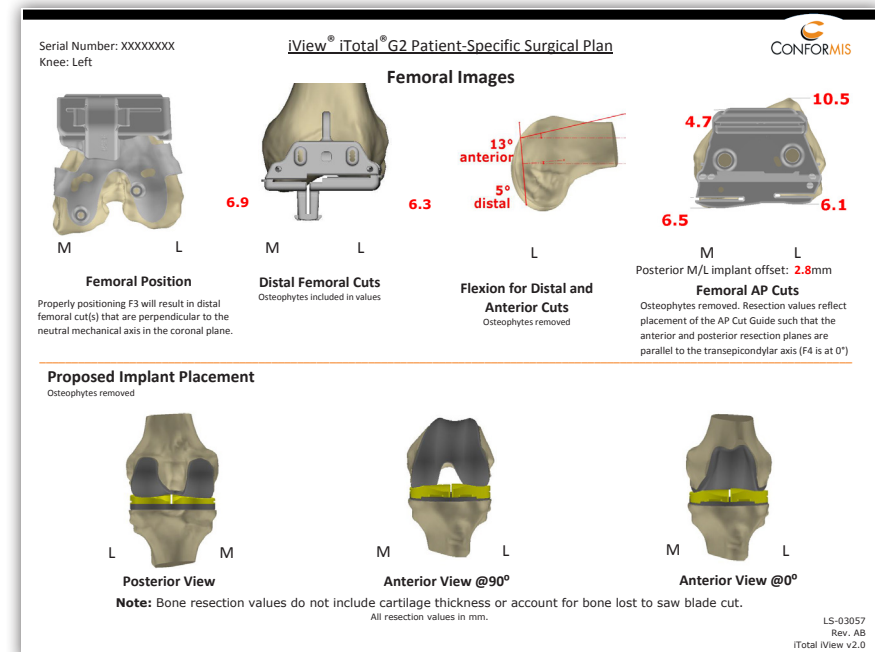 Serial Number: XXXXXXXX
Knee: Left
iView® iTotal®G2 Patient-Specific Surgical Plan
CONFORMIS
Femoral Images
6.9
6.3
13°
anterior
5°
distal
10.5
4.7
6.5
6.1
M L
M L
L
M L
Posterior M/L implant offset: 2.8mm
Femoral Position
Properly positioning F3 will result in distal
femoral cut(s) that are perpendicular to the
neutral mechanical axis in the coronal plane.
Distal Femoral Cuts
Osteophytes included in values
Flexion for Distal and
Anterior Cuts
Osteophytes removed
Femoral AP Cuts
Osteophytes removed. Resection values reflect
placement of the AP Cut Guide such that the
anterior and posterior resection planes are
parallel to the transepicondylar axis (F4 is at 0°)
Proposed Implant Placement
Osteophytes removed
L M
Posterior View
M L
Anterior View @90°
M L
Anterior View @0°
Note: Bone resection values do not include cartilage thickness or account for bone lost to saw blade cut.
All resection values in mm.
LS-03057
Rev. AB
iTotal iView v2.0